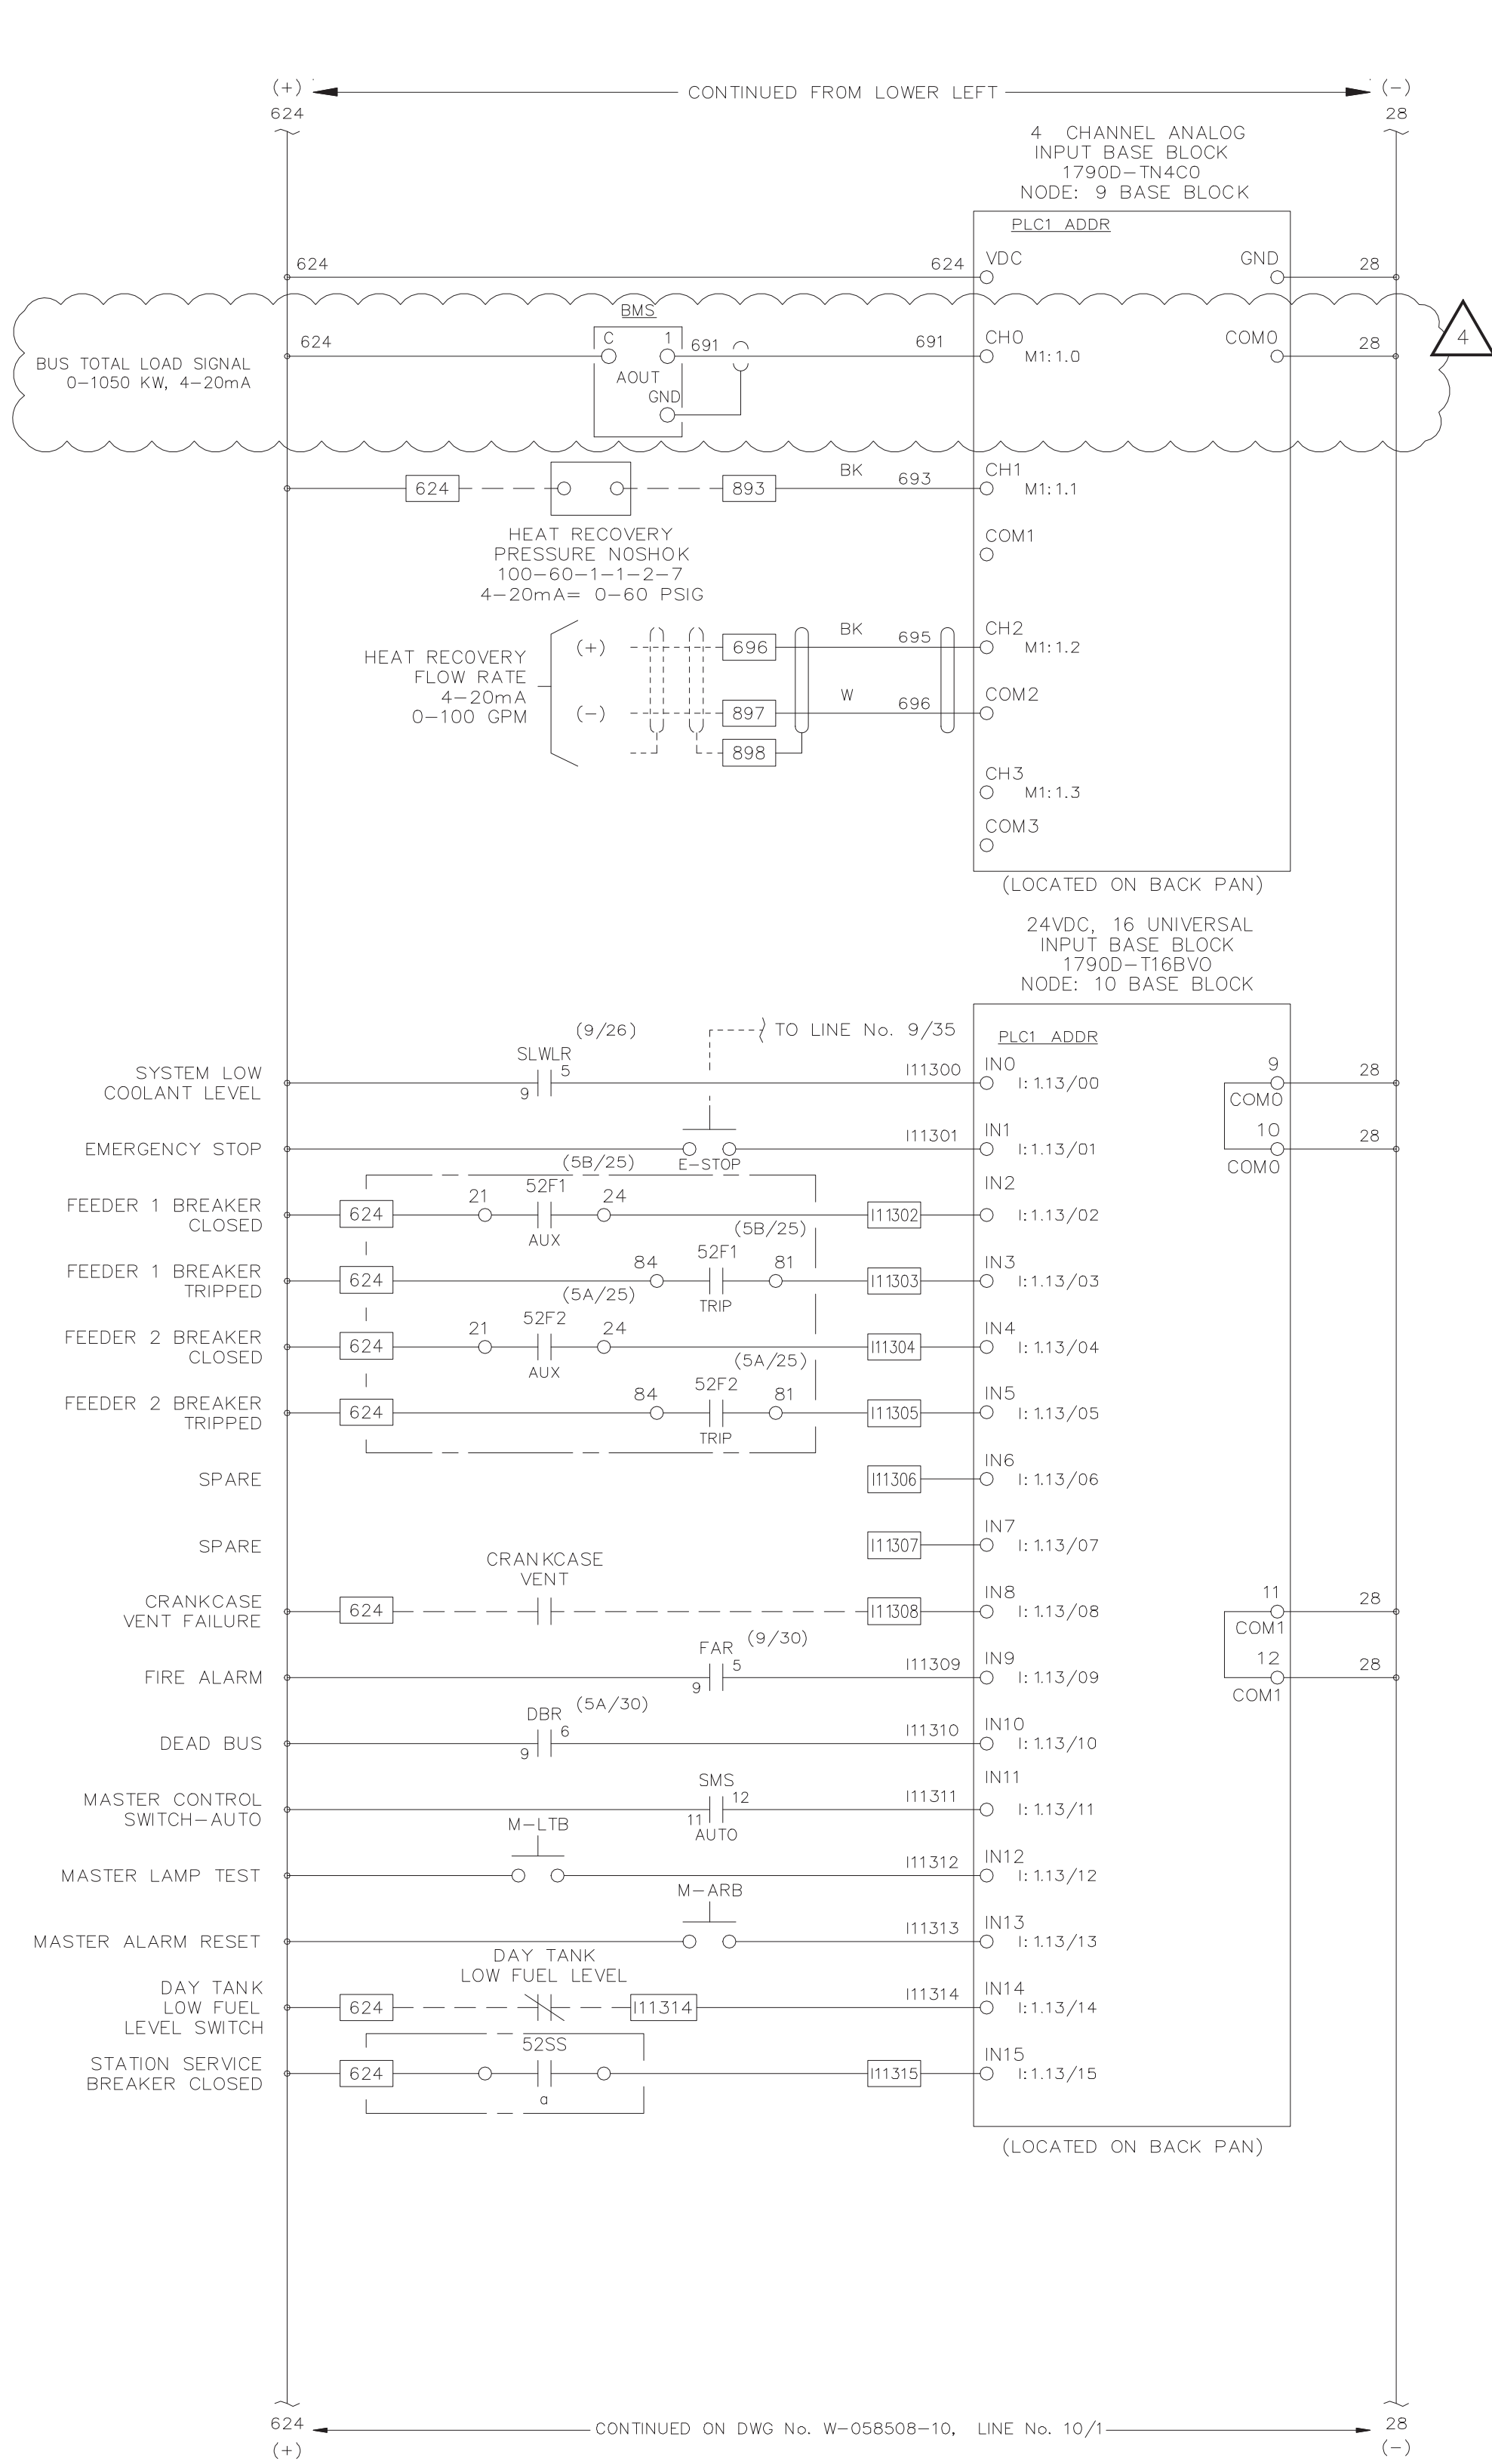 (+) CONTINUED FROM LOWER LEFT (-)
624 28
4 CHANNEL ANALOG
INPUT BASE BLOCK
1790D-TN4C0
NODE: 9 BASE BLOCK
PLC1 ADDR
624 624 VDC GND 28
BMS
BUS TOTAL LOAD SIGNAL
0-1050 KW, 4-20mA
624 C 1 691 691 CH0 M1:1.0 COM0 28
4
AOUT
GND
624 893 BK 693 CH1 M1:1.1
HEAT RECOVERY
PRESSURE NOSHOK
100-60-1-1-2-7
4-20mA= 0-60 PSIG
COM1
HEAT RECOVERY
FLOW RATE
4-20mA
0-100 GPM
(+) 696 BK 695 CH2 M1:1.2
(-) 897 W 696 COM2
898
CH3
M1:1.3
COM3
(LOCATED ON BACK PAN)
24VDC, 16 UNIVERSAL
INPUT BASE BLOCK
1790D-T16BV0
NODE: 10 BASE BLOCK
(9/26) TO LINE No. 9/35
PLC1 ADDR
SYSTEM LOW
COOLANT LEVEL
SLWLR 9 5 I11300 IN0 I:1.13/00 9 COM0 28
EMERGENCY STOP E-STOP I11301 IN1 I:1.13/01 10 COM0 28
(5B/25)
FEEDER 1 BREAKER
CLOSED
624 21 52F1 24 AUX I11302 IN2 I:1.13/02
(5B/25)
FEEDER 1 BREAKER
TRIPPED
624 84 52F1 81 TRIP I11303 IN3 I:1.13/03
(5A/25)
FEEDER 2 BREAKER
CLOSED
624 21 52F2 24 AUX I11304 IN4 I:1.13/04
(5A/25)
FEEDER 2 BREAKER
TRIPPED
624 84 52F2 81 TRIP I11305 IN5 I:1.13/05
SPARE I11306 IN6 I:1.13/06
SPARE I11307 IN7 I:1.13/07
CRANKCASE
VENT
CRANKCASE
VENT FAILURE
624 I11308 IN8 I:1.13/08 11 COM1 28
FIRE ALARM FAR (9/30) 9 5 I11309 IN9 I:1.13/09 12 COM1 28
DEAD BUS DBR (5A/30) 9 6 I11310 IN10 I:1.13/10
MASTER CONTROL
SWITCH-AUTO
SMS 11 12 AUTO I11311 IN11 I:1.13/11
MASTER LAMP TEST M-LTB I11312 IN12 I:1.13/12
MASTER ALARM RESET M-ARB I11313 IN13 I:1.13/13
DAY TANK
LOW FUEL LEVEL
DAY TANK
LOW FUEL
LEVEL SWITCH
624 I11314 I11314 IN14 I:1.13/14
STATION SERVICE
BREAKER CLOSED
624 52SS a I11315 IN15 I:1.13/15
(LOCATED ON BACK PAN)
624 CONTINUED ON DWG No. W-058508-10, LINE No. 10/1 28
(+) (-)